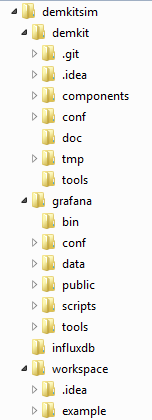 demkitsim
demkit
.git
.idea
components
conf
doc
tmp
tools
grafana
bin
conf
data
public
scripts
tools
influxdb
workspace
.idea
example